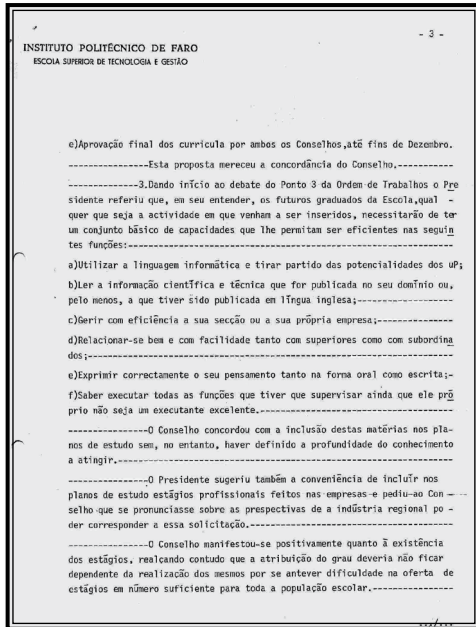 - 3 -
INSTITUTO POLITÉCNICO DE FARO
ESCOLA SUPERIOR DE TECNOLOGIA E GESTÃO
e)Aprovação final dos curricula por ambos os Conselhos,até fins de Dezembro.
----------------Esta proposta mereceu a concordância do Conselho.-----------
--------------3.Dando início ao debate do Ponto 3 da Ordem de Trabalhos o Pre
sidente referiu que, em seu entender, os futuros graduados da Escola,qual -
quer que seja a actividade em que venham a ser inseridos, necessitarão de ter
um conjunto básico de capacidades que lhe permitam ser eficientes nas seguin
tes funções:-----------------------------------------------------------------
a)Utilizar a linguagem informática e tirar partido das potencialidades dos uP;
b)Ler a informação científica e técnica que for publicada no seu domínio ou,
pelo menos, a que tiver sido publicada em língua inglesa;-------------------
c)Gerir com eficiência a sua secção ou a sua própria empresa;---------------
d)Relacionar-se bem e com facilidade tanto com superiores como com subordina
dos;------------------------------------------------------------------------
e)Exprimir correctamente o seu pensamento tanto na forma oral como escrita;-
f)Saber executar todas as funções que tiver que supervisar ainda que ele pró
prio não seja um executante excelente.--------------------------------------
----------------O Conselho concordou com a inclusão destas matérias nos pla-
nos de estudo sem, no entanto, haver definido a profundidade do conhecimento
a atingir.------------------------------------------------------------------
----------------O Presidente sugeriu também a conveniência de incluír nos
planos de estudo estágios profissionais feitos nas empresas e pediu-ao Con ----
selho que se pronunciasse sobre as prespectivas de a indústria regional po -
der corresponder a essa solicitação.----------------------------------------
----------------O Conselho manifestou-se positivamente quanto à existência
dos estágios, realçando contudo que a atribuição do grau deveria não ficar
dependente da realização dos mesmos por se antever dificuldade na oferta de
estágios em número suficiente para toda a população escolar.----------------
.../...